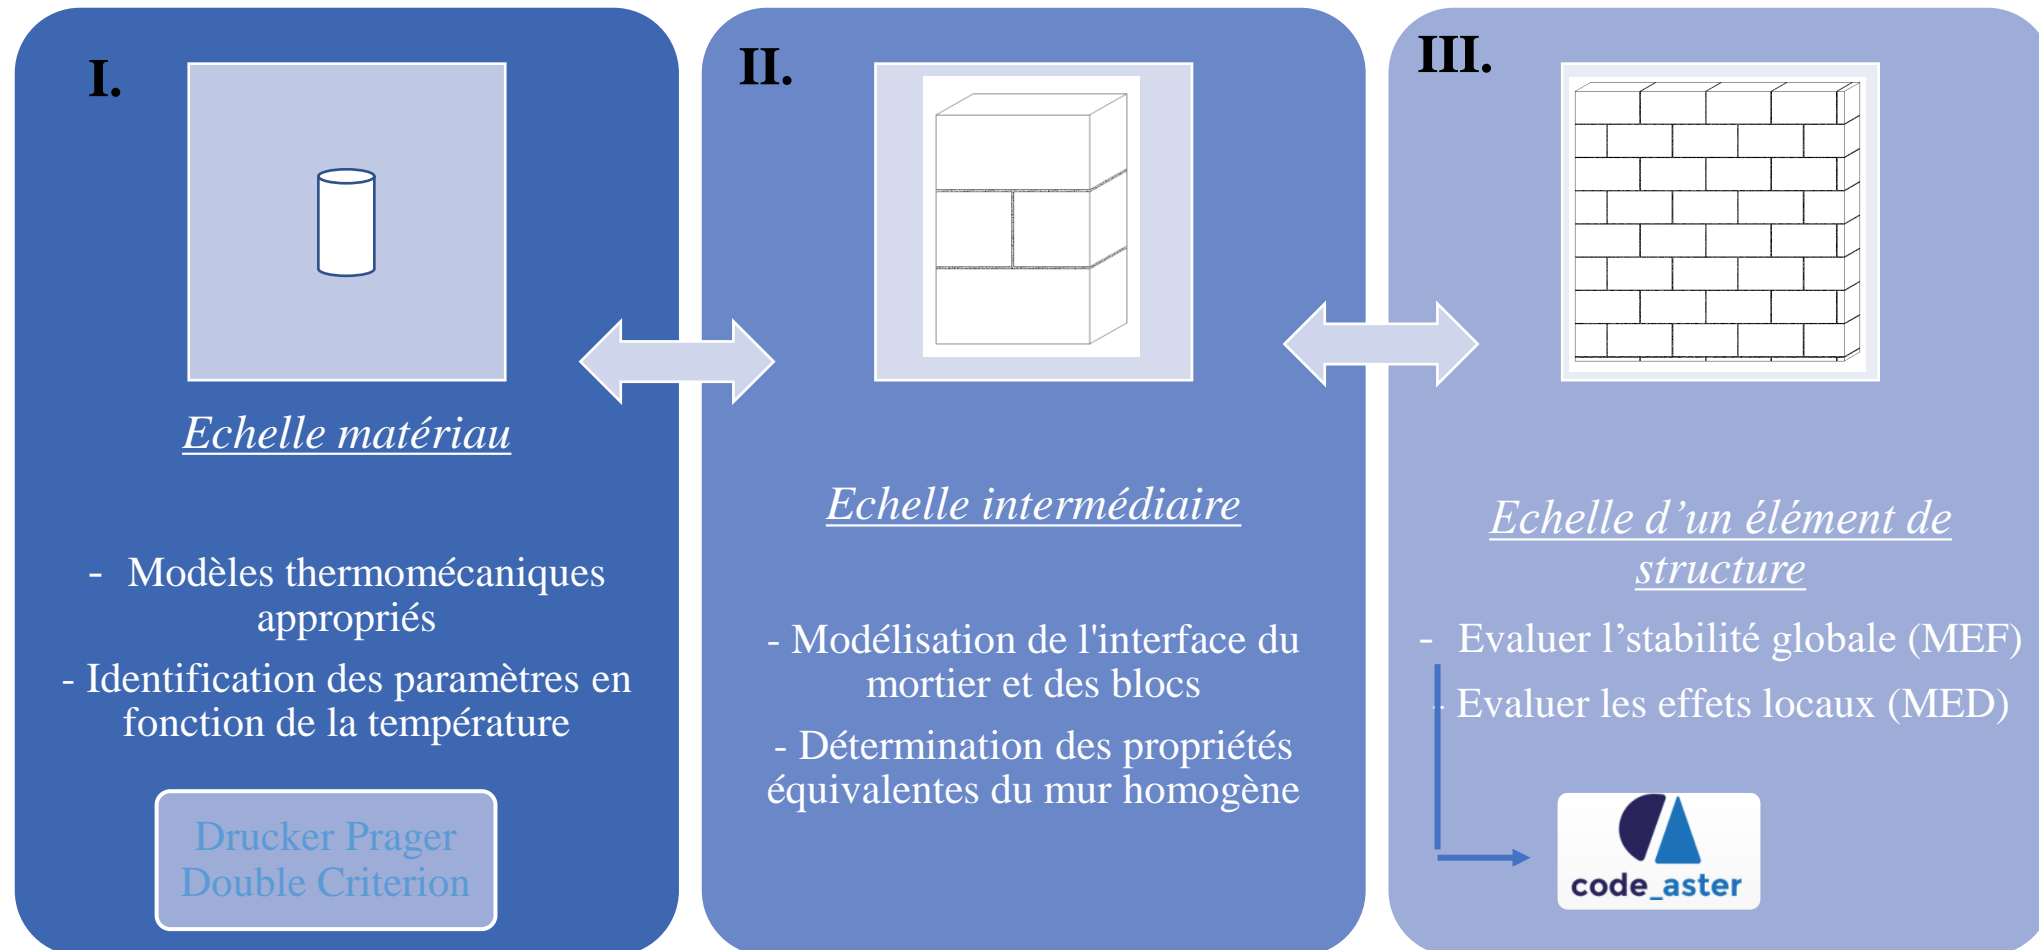 I.
Echelle matériau
- Modèles thermomécaniques
appropriés
- Identification des paramètres en
fonction de la température
Drucker Prager
Double Criterion
II.
Echelle intermédiaire
- Modélisation de l'interface du
mortier et des blocs
- Détermination des propriétés
équivalentes du mur homogène
III.
Echelle d’un élément de
structure
- Evaluer l’stabilité globale (MEF)
- Evaluer les effets locaux (MED)
code_aster